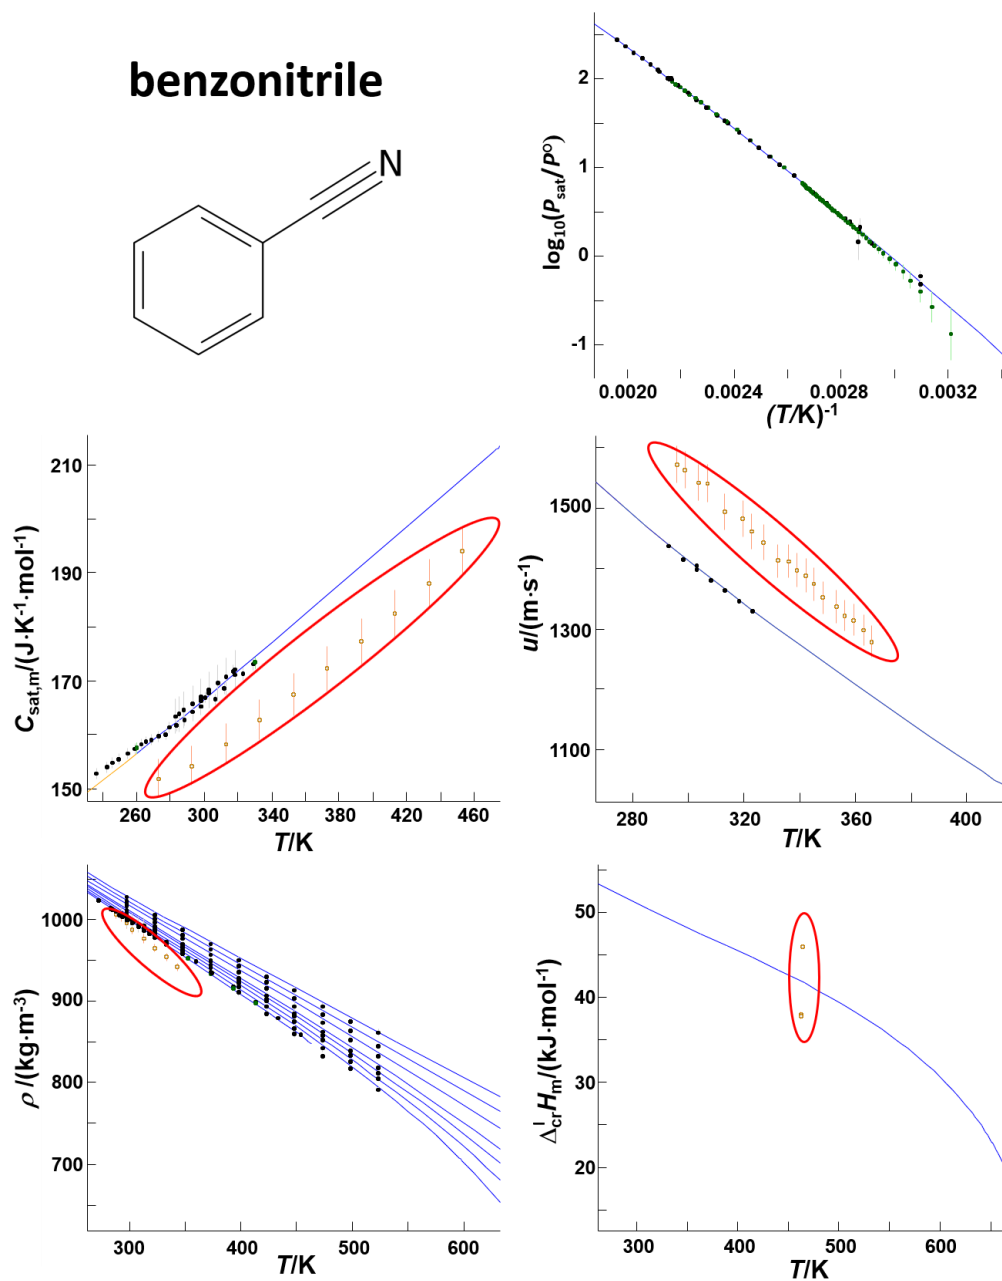 benzonitrile
N
log10(Psat/Po)
2
1
0
-1
0.0020 0.0024 0.0028 0.0032
(T/K)-1
Csat,m/(J·K-1·mol-1)
210
190
170
150
260 300 340 380 420 460
T/K
u/(m·s-1)
1500
1300
1100
280 320 360 400
T/K
ρ /(kg·m-3)
1000
900
800
700
300 400 500 600
T/K
ΔlcrHm/(kJ·mol-1)
50
40
30
20
300 400 500 600
T/K